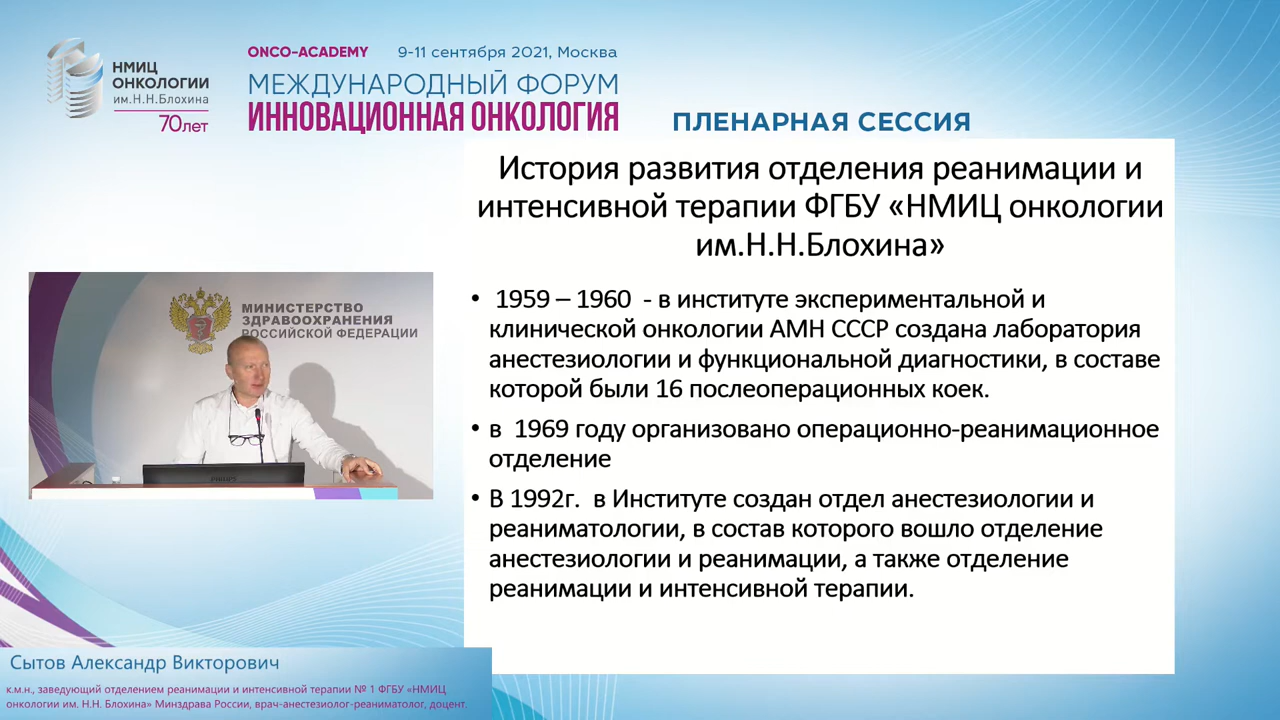 НМИЦ
ОНКОЛОГИИ
им.Н.Н.Блохина
70лет
ONCO-ACADEMY 9-11 сентября 2021, Москва
МЕЖДУНАРОДНЫЙ ФОРУМ
ИННОВАЦИОННАЯ ОНКОЛОГИЯ
ПЛЕНАРНАЯ СЕССИЯ
История развития отделения реанимации и
интенсивной терапии ФГБУ «НМИЦ онкологии
им.Н.Н.Блохина»
• 1959 – 1960 - в институте экспериментальной и
клинической онкологии АМН СССР создана лаборатория
анестезиологии и функциональной диагностики, в составе
которой были 16 послеоперационных коек.
• в 1969 году организовано операционно-реанимационное
отделение
• В 1992г. в Институте создан отдел анестезиологии и
реаниматологии, в состав которого вошло отделение
анестезиологии и реанимации, а также отделение
реанимации и интенсивной терапии.
МИНИСТЕРСТВО
ЗДРАВООХРАНЕНИЯ
РОССИЙСКОЙ ФЕДЕРАЦИИ
PHILIPS
Сытов Александр Викторович
к.м.н., заведующий отделением реанимации и интенсивной терапии № 1 ФГБУ «НМИЦ
онкологии им. Н.Н. Блохина» Минздрава России, врач-анестезиолог-реаниматолог, доцент.